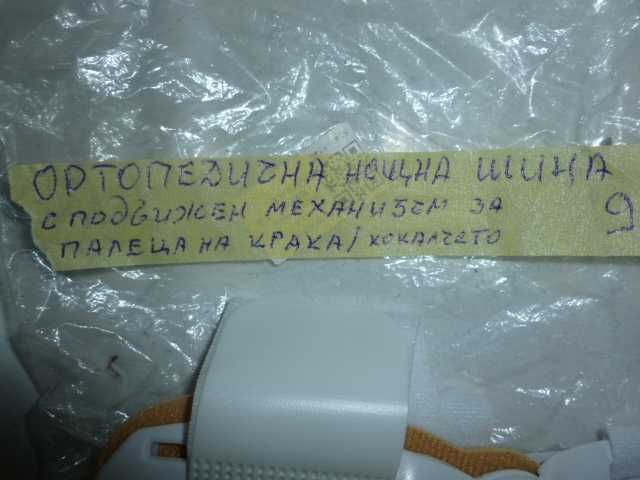 ОРТОПЕДИЧНА НОЩНА ШИНА
С ПОДВИЖЕН МЕХАНИЗЪМ ЗА 9
ПАЛЕЦА НА КРАКА/КОКАЛЧЕТО